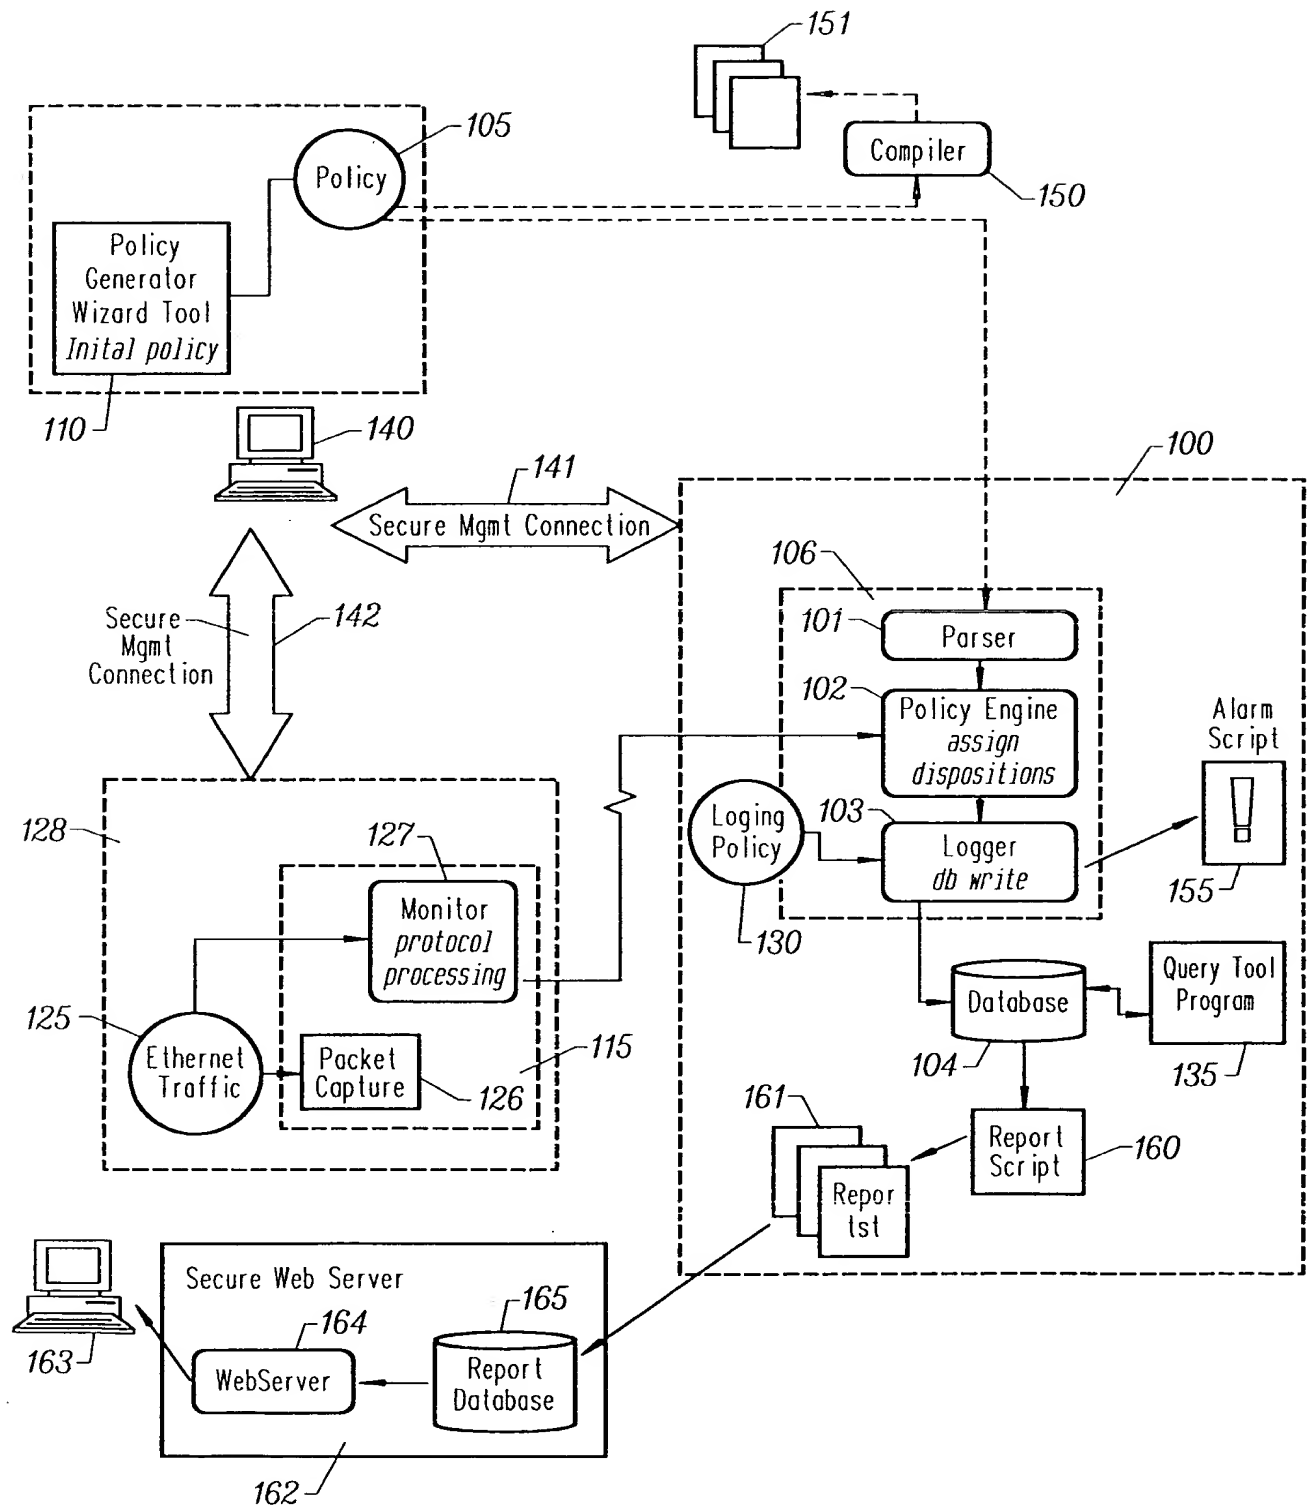 151
105
Policy
Compiler
150
Policy
Generator
Wizard Tool
Inital policy
110
140
141
100
Secure Mgmt Connection
106
Secure
Mgmt
Connection
142
101
Parser
102
Policy Engine
assign
dispositions
Alarm
Script
!
155
128
127
Loging
Policy
130
103
Logger
db write
Monitor
protocol
processing
125
Ethernet
Traffic
Packet
Capture
126
115
Database
104
Query Tool
Program
135
161
Report
Script
160
Repor
tst
Secure Web Server
165
164
163
WebServer
Report
Database
162